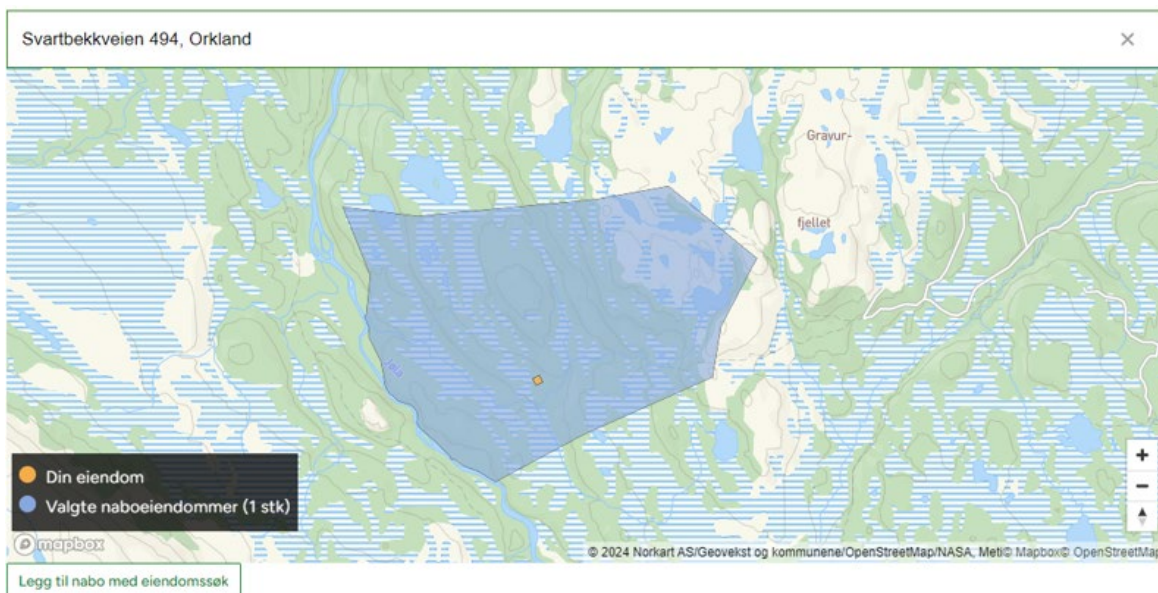 Svartbekkveien 494, Orkland
Gravur-
fjellet
Din eiendom
Valgte naboeiendommer (1 stk)
mapbox
© 2024 Norkart AS/Geovekst og kommunene/OpenStreetMap/NASA, Meti© Mapbox© OpenStreetMap
Legg til nabo med eiendomssøk